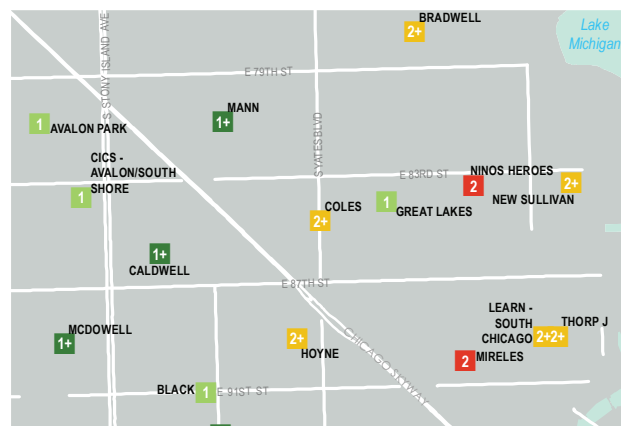 BRADWELL
2+
Lake
Michigan
S STONY ISLAND AVE
E 79TH ST
MANN
1+
1
AVALON PARK
CICS -
AVALON/SOUTH
SHORE
1
S YATES BLVD
E 83RD ST
NINOS HEROES
2
2+
NEW SULLIVAN
COLES
2+
1
GREAT LAKES
1+
CALDWELL
E 87TH ST
LEARN -
SOUTH
CHICAGO
THORP J
2+2+
MCDOWELL
1+
2+
HOYNE
CHICAGO SKYWAY
2
MIRELES
BLACK
1
E 91ST ST